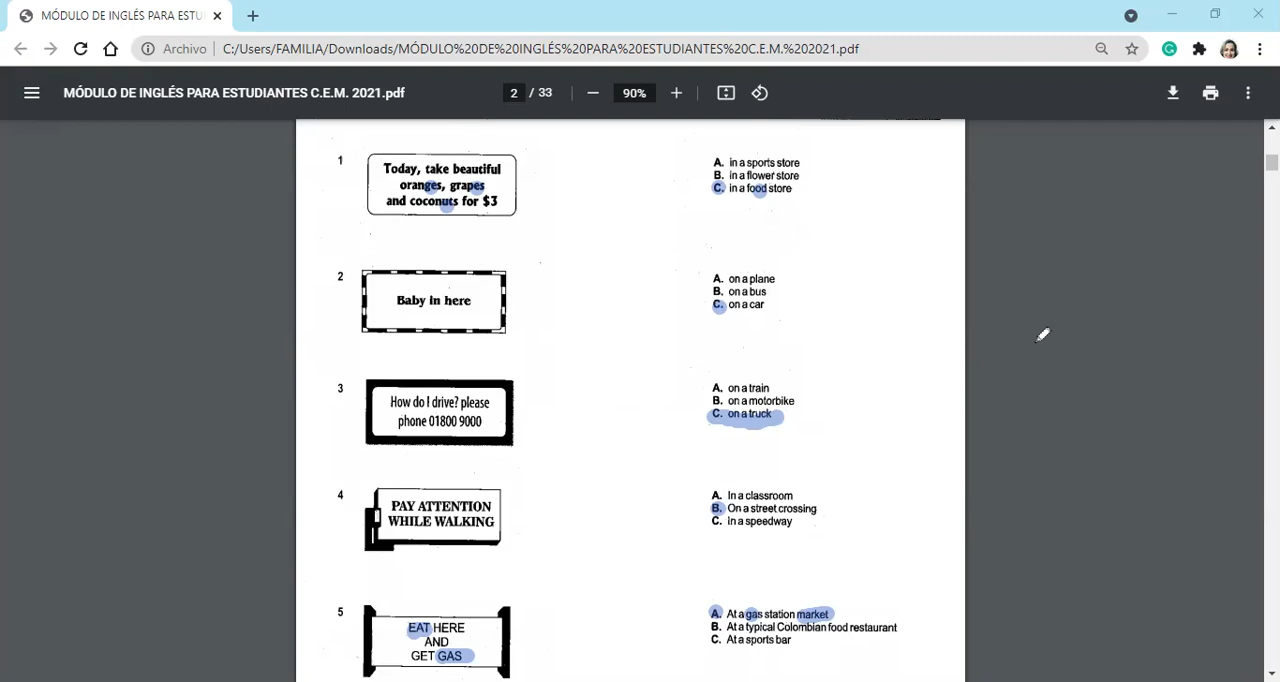 MÓDULO DE INGLÉS PARA ESTU
Archivo C:/Users/FAMILIA/Downloads/MÓDULO%20DE%20INGLÉS%20PARA%20ESTUDIANTES%20C.E.M.%202021.pdf
MÓDULO DE INGLÉS PARA ESTUDIANTES C.E.M. 2021.pdf 2 / 33 90%
1
Today, take beautiful
oranges, grapes
and coconuts for $3
A. in a sports store
B. in a flower store
C. in a food store
2
Baby in here
A. on a plane
B. on a bus
C. on a car
3
How do I drive? please
phone 01800 9000
A. on a train
B. on a motorbike
C. on a truck
4
PAY ATTENTION
WHILE WALKING
A. In a classroom
B. On a street crossing
C. in a speedway
5
EAT HERE
AND
GET GAS
A. At a gas station market
B. At a typical Colombian food restaurant
C. At a sports bar